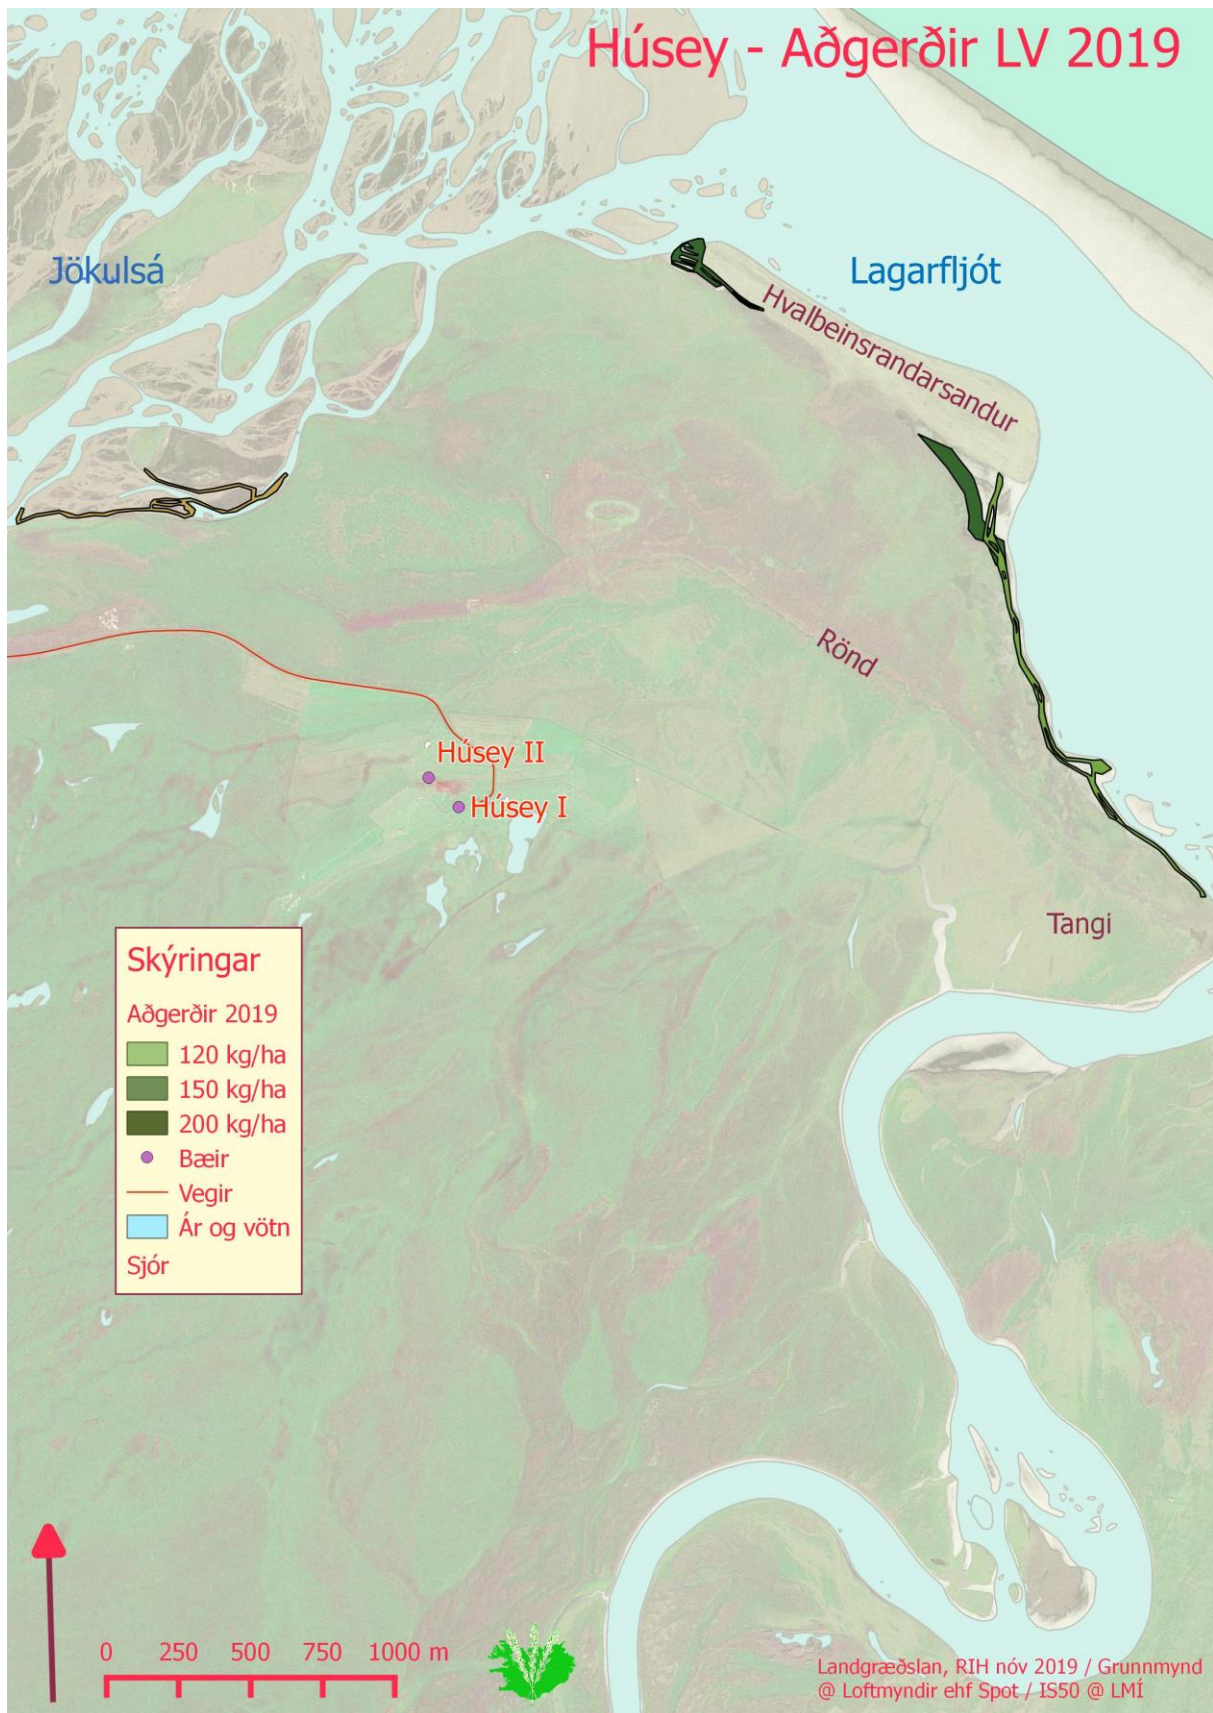 Húsey - Aðgerðir LV 2019
Jökulsá
Lagarfljót
Hvalbeinsrandarsandur
Rönd
Húsey II
Húsey I
Tangi
Skýringar
Aðgerðir 2019
120 kg/ha
150 kg/ha
200 kg/ha
Bæir
Vegir
Ár og vötn
Sjór
0 250 500 750 1000 m
Landgræðslan, RIH nóv 2019 / Grunnmynd
@ Loftmyndir ehf Spot / IS50 @ LMÍ